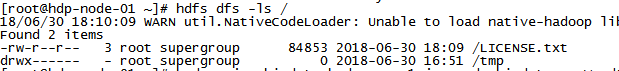 [root@hdp-node-01 ~]# hdfs dfs -ls /
18/06/30 18:10:09 WARN util.NativeCodeLoader: Unable to load native-hadoop lib
Found 2 items
-rw-r--r--   3 root supergroup      84853 2018-06-30 18:09 /LICENSE.txt
drwx------   - root supergroup          0 2018-06-30 16:51 /tmp